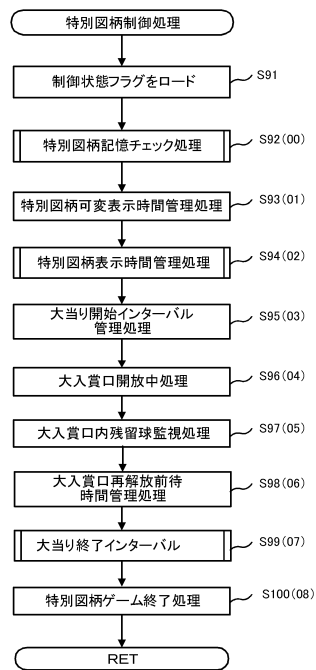 特別図柄制御処理
制御状態フラグをロード
S91
特別図柄記憶チェック処理
S92(00)
特別図柄可変表示時間管理処理
S93(01)
特別図柄表示時間管理処理
S94(02)
大当り開始インターバル
管理処理
S95(03)
大入賞口開放中処理
S96(04)
大入賞口内残留球監視処理
S97(05)
大入賞口再解放前待
時間管理処理
S98(06)
大当り終了インターバル
S99(07)
特別図柄ゲーム終了処理
S100(08)
RET